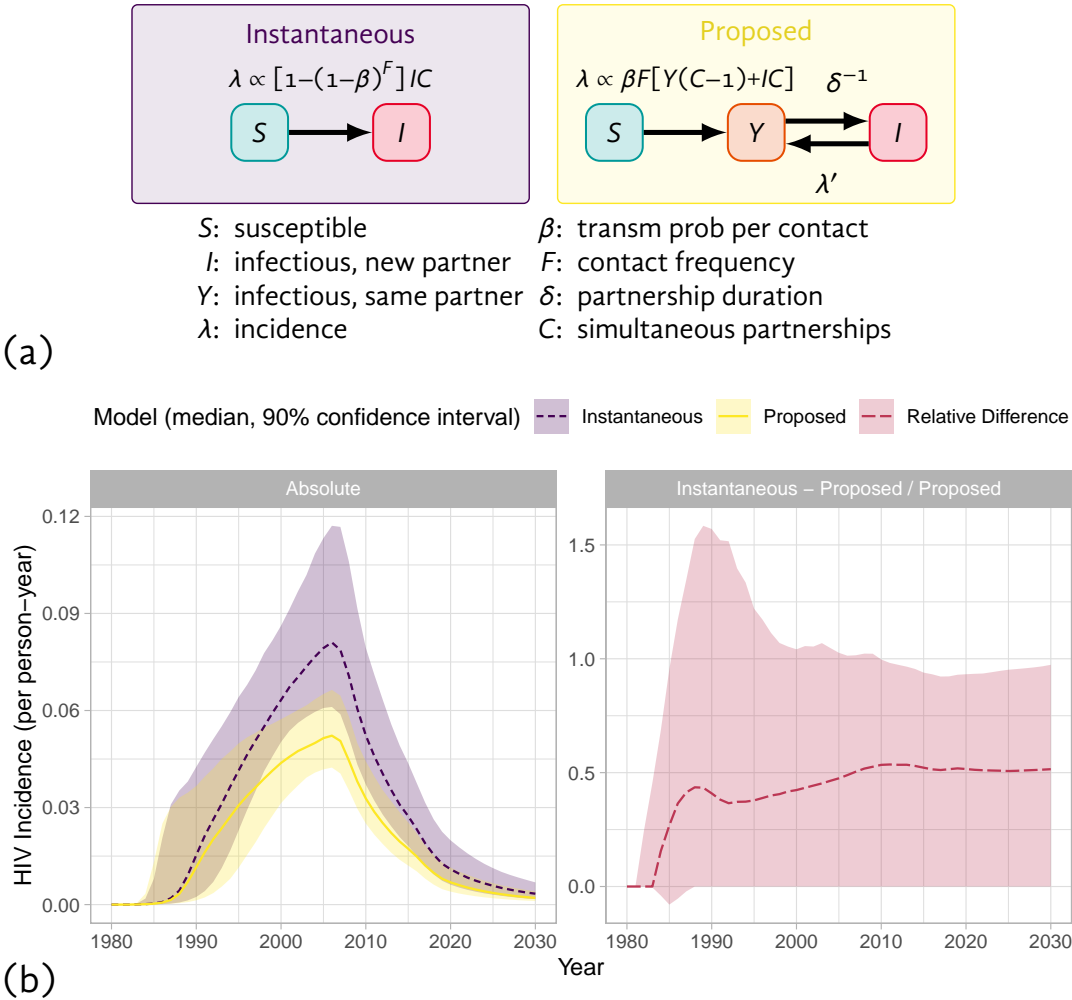 Instantaneous
λ ∝ [1−(1−β)^F] IC
S
I
Proposed
λ ∝ βF[Y(C−1)+IC]
δ⁻¹
S
Y
I
λ′
S: susceptible
I: infectious, new partner
Y: infectious, same partner
λ: incidence
β: transm prob per contact
F: contact frequency
δ: partnership duration
C: simultaneous partnerships
(a)
Model (median, 90% confidence interval) Instantaneous Proposed Relative Difference
Absolute
Instantaneous − Proposed / Proposed
HIV Incidence (per person−year)
0.12
0.09
0.06
0.03
0.00
1980 1990 2000 2010 2020 2030
1.5
1.0
0.5
0.0
1980 1990 2000 2010 2020 2030
Year
(b)